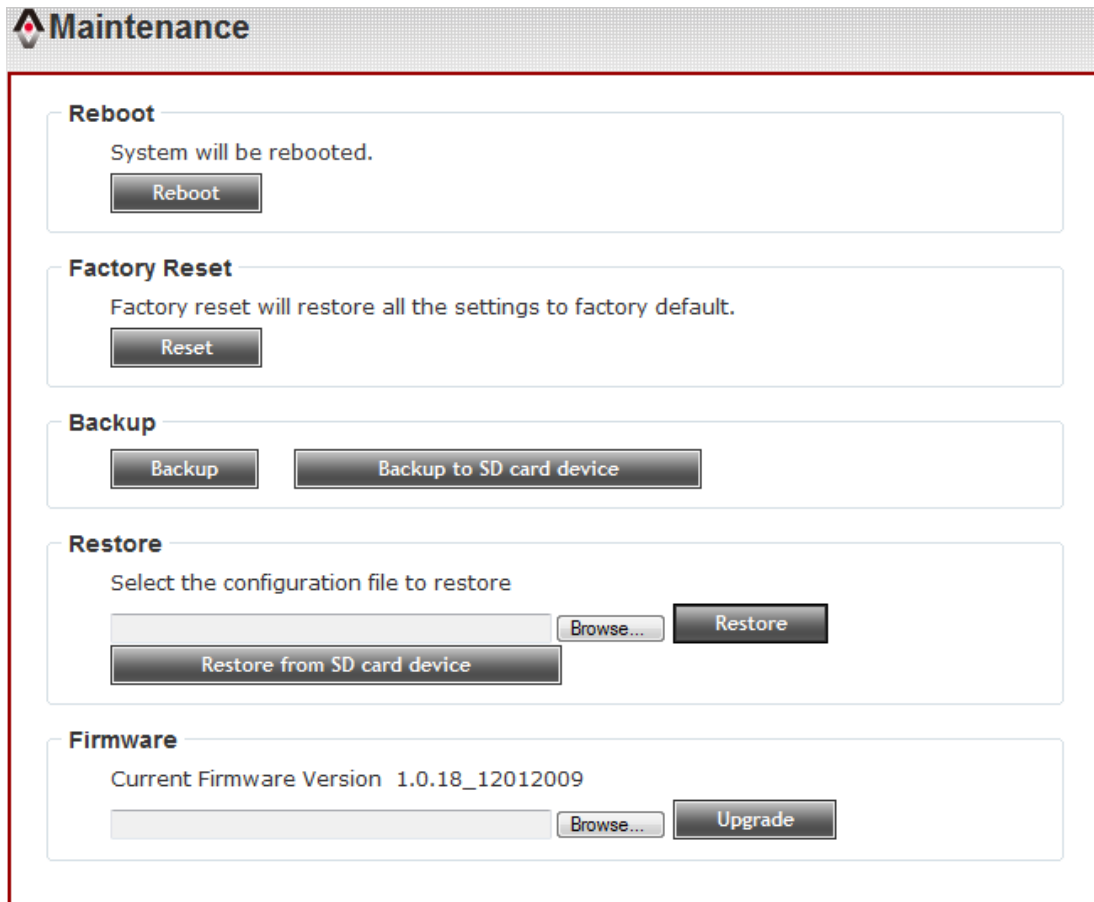 Maintenance
Reboot
System will be rebooted.
Reboot
Factory Reset
Factory reset will restore all the settings to factory default.
Reset
Backup
Backup Backup to SD card device
Restore
Select the configuration file to restore
Browse... Restore
Restore from SD card device
Firmware
Current Firmware Version 1.0.18_12012009
Browse... Upgrade